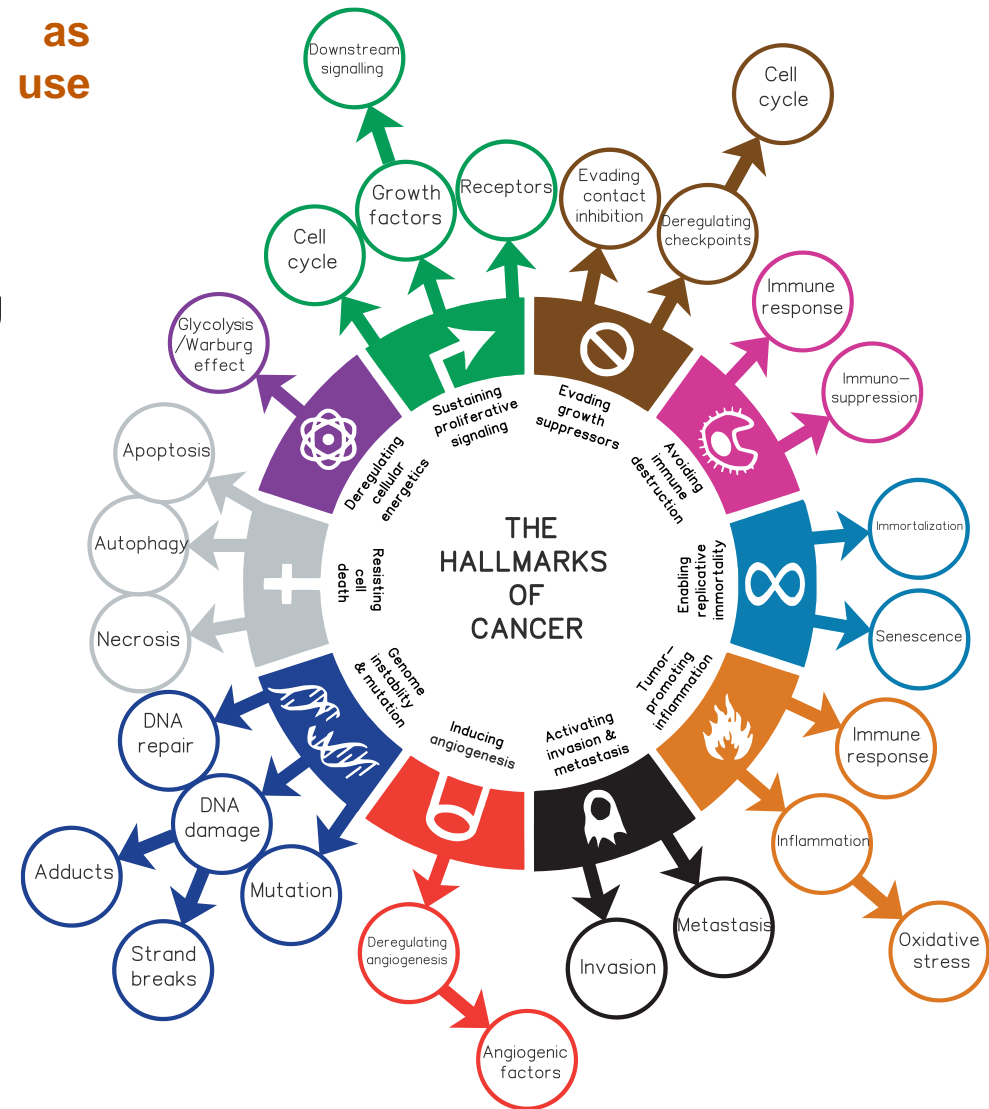 as
use
Downstream
signalling
Cell
cycle
Growth
factors
Receptors
Evading
contact
inhibition
Deregulating
checkpoints
Cell
cycle
Glycolysis
/Warburg
effect
Immune
response
Immuno-
suppression
Apoptosis
Autophagy
Necrosis
Immortalization
Senescence
Sustaining
proliferative
signaling
Evading
growth
suppressors
Deregulating
cellular
energetics
Avoiding
immune
destruction
Resisting
cell
death
THE
HALLMARKS
OF
CANCER
Enabling
replicative
immortality
Genome
instablity
& mutation
Tumor-
promoting
inflammation
Inducing
angiogenesis
Activating
invasion &
metastasis
DNA
repair
DNA
damage
Adducts
Mutation
Strand
breaks
Immune
response
Inflammation
Oxidative
stress
Deregulating
angiogenesis
Angiogenic
factors
Invasion
Metastasis